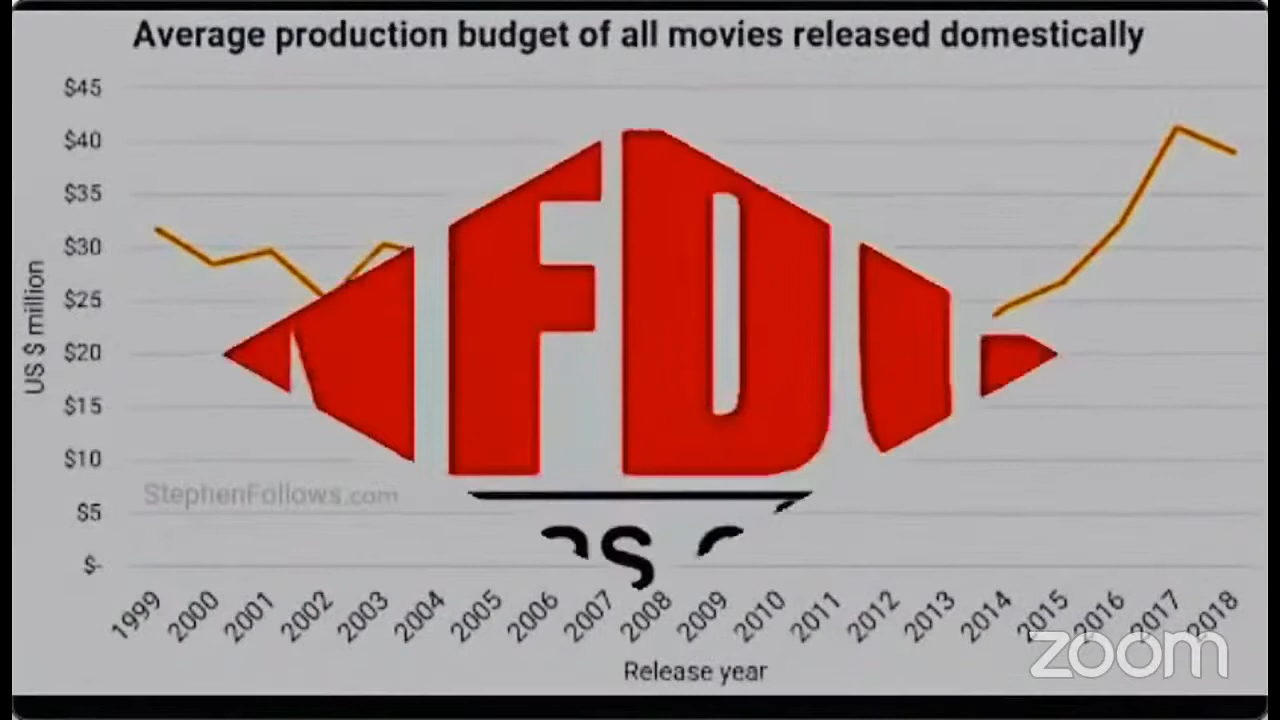 Average production budget of all movies released domestically
$45
$40
$35
$30
$25
$20
$15
$10
$5
$-
US $ million
StephenFollows.com
1999 2000 2001 2002 2003 2004 2005 2006 2007 2008 2009 2010 2011 2012 2013 2014 2015 2016 2017 2018
Release year
zoom